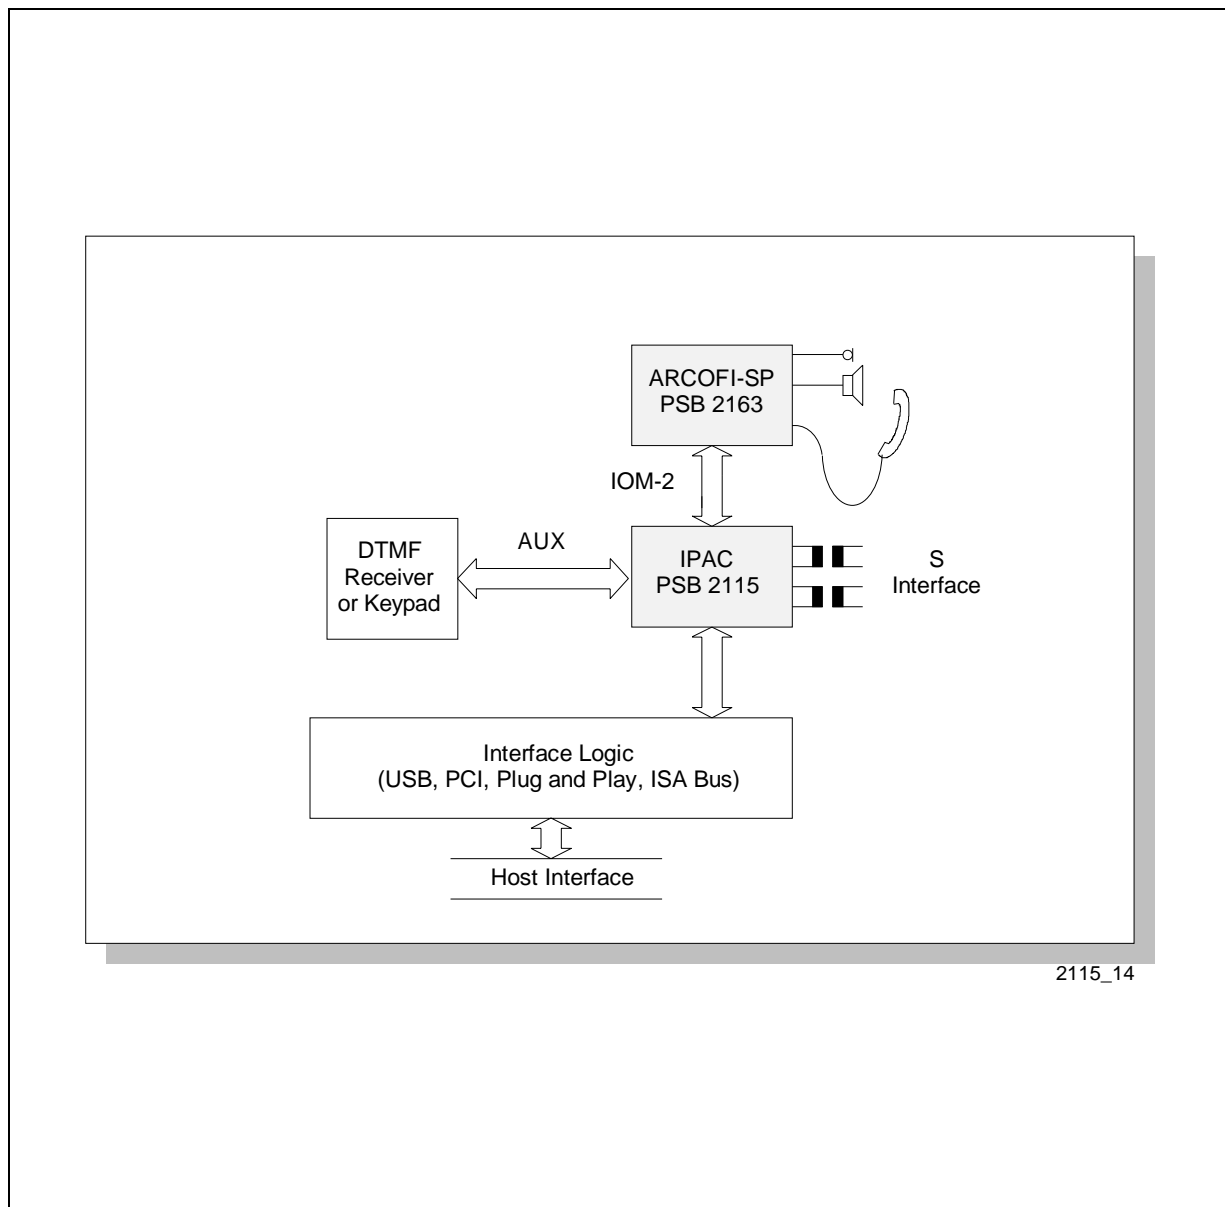 ARCOFI-SP
PSB 2163
IOM-2
DTMF
Receiver
or Keypad
AUX
IPAC
PSB 2115
S
Interface
Interface Logic
(USB, PCI, Plug and Play, ISA Bus)
Host Interface
2115_14